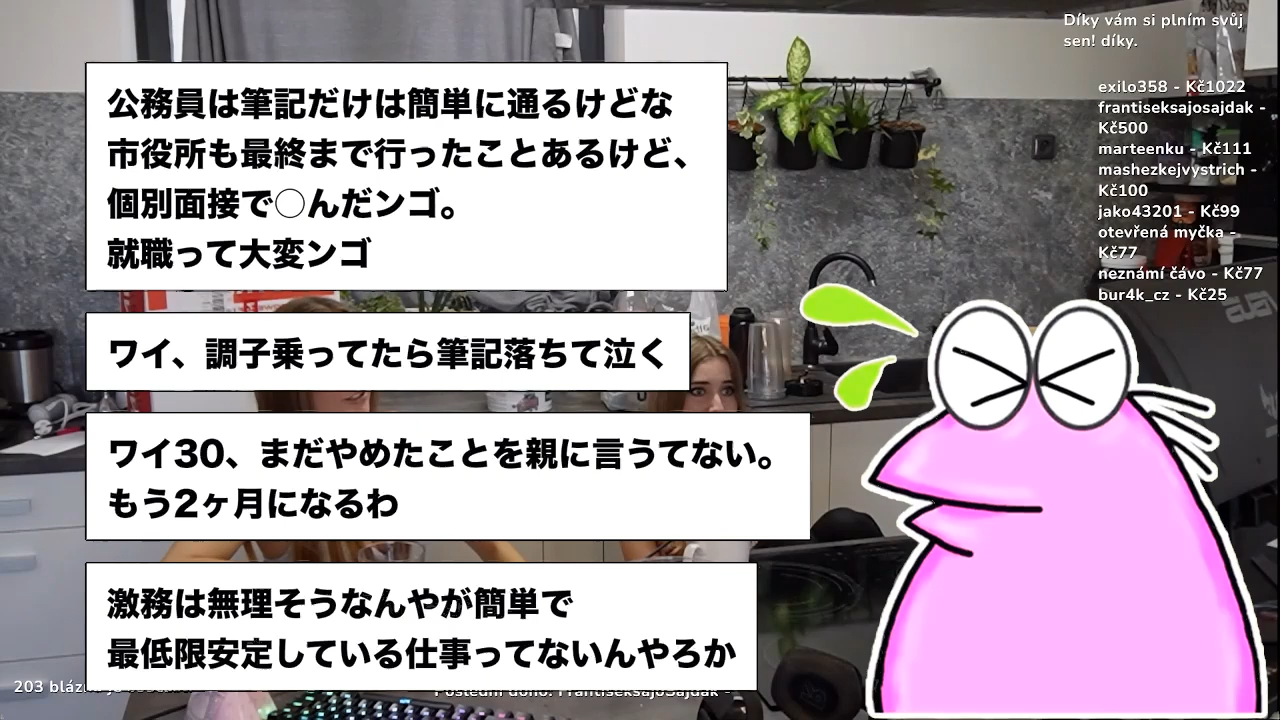 公務員は筆記だけは簡単に通るけどな
市役所も最終まで行ったことあるけど、
個別面接で◯んだンゴ。
就職って大変ンゴ
ワイ、調子乗ってたら筆記落ちて泣く
ワイ30、まだやめたことを親に言うてない。
もう2ヶ月になるわ
激務は無理そうなんやが簡単で
最低限安定している仕事ってないんやろか
Díky vám si plním svůj
sen! díky.
exilo358 - Kč1022
frantiseksajosajdak -
Kč500
marteenku - Kč111
mashezkejvystrich -
Kč100
jako43201 - Kč99
otevřená myčka -
Kč77
neznámí čávo - Kč77
bur4k_cz - Kč25
203
Poslední dono: FrantiseksajoSajdak -